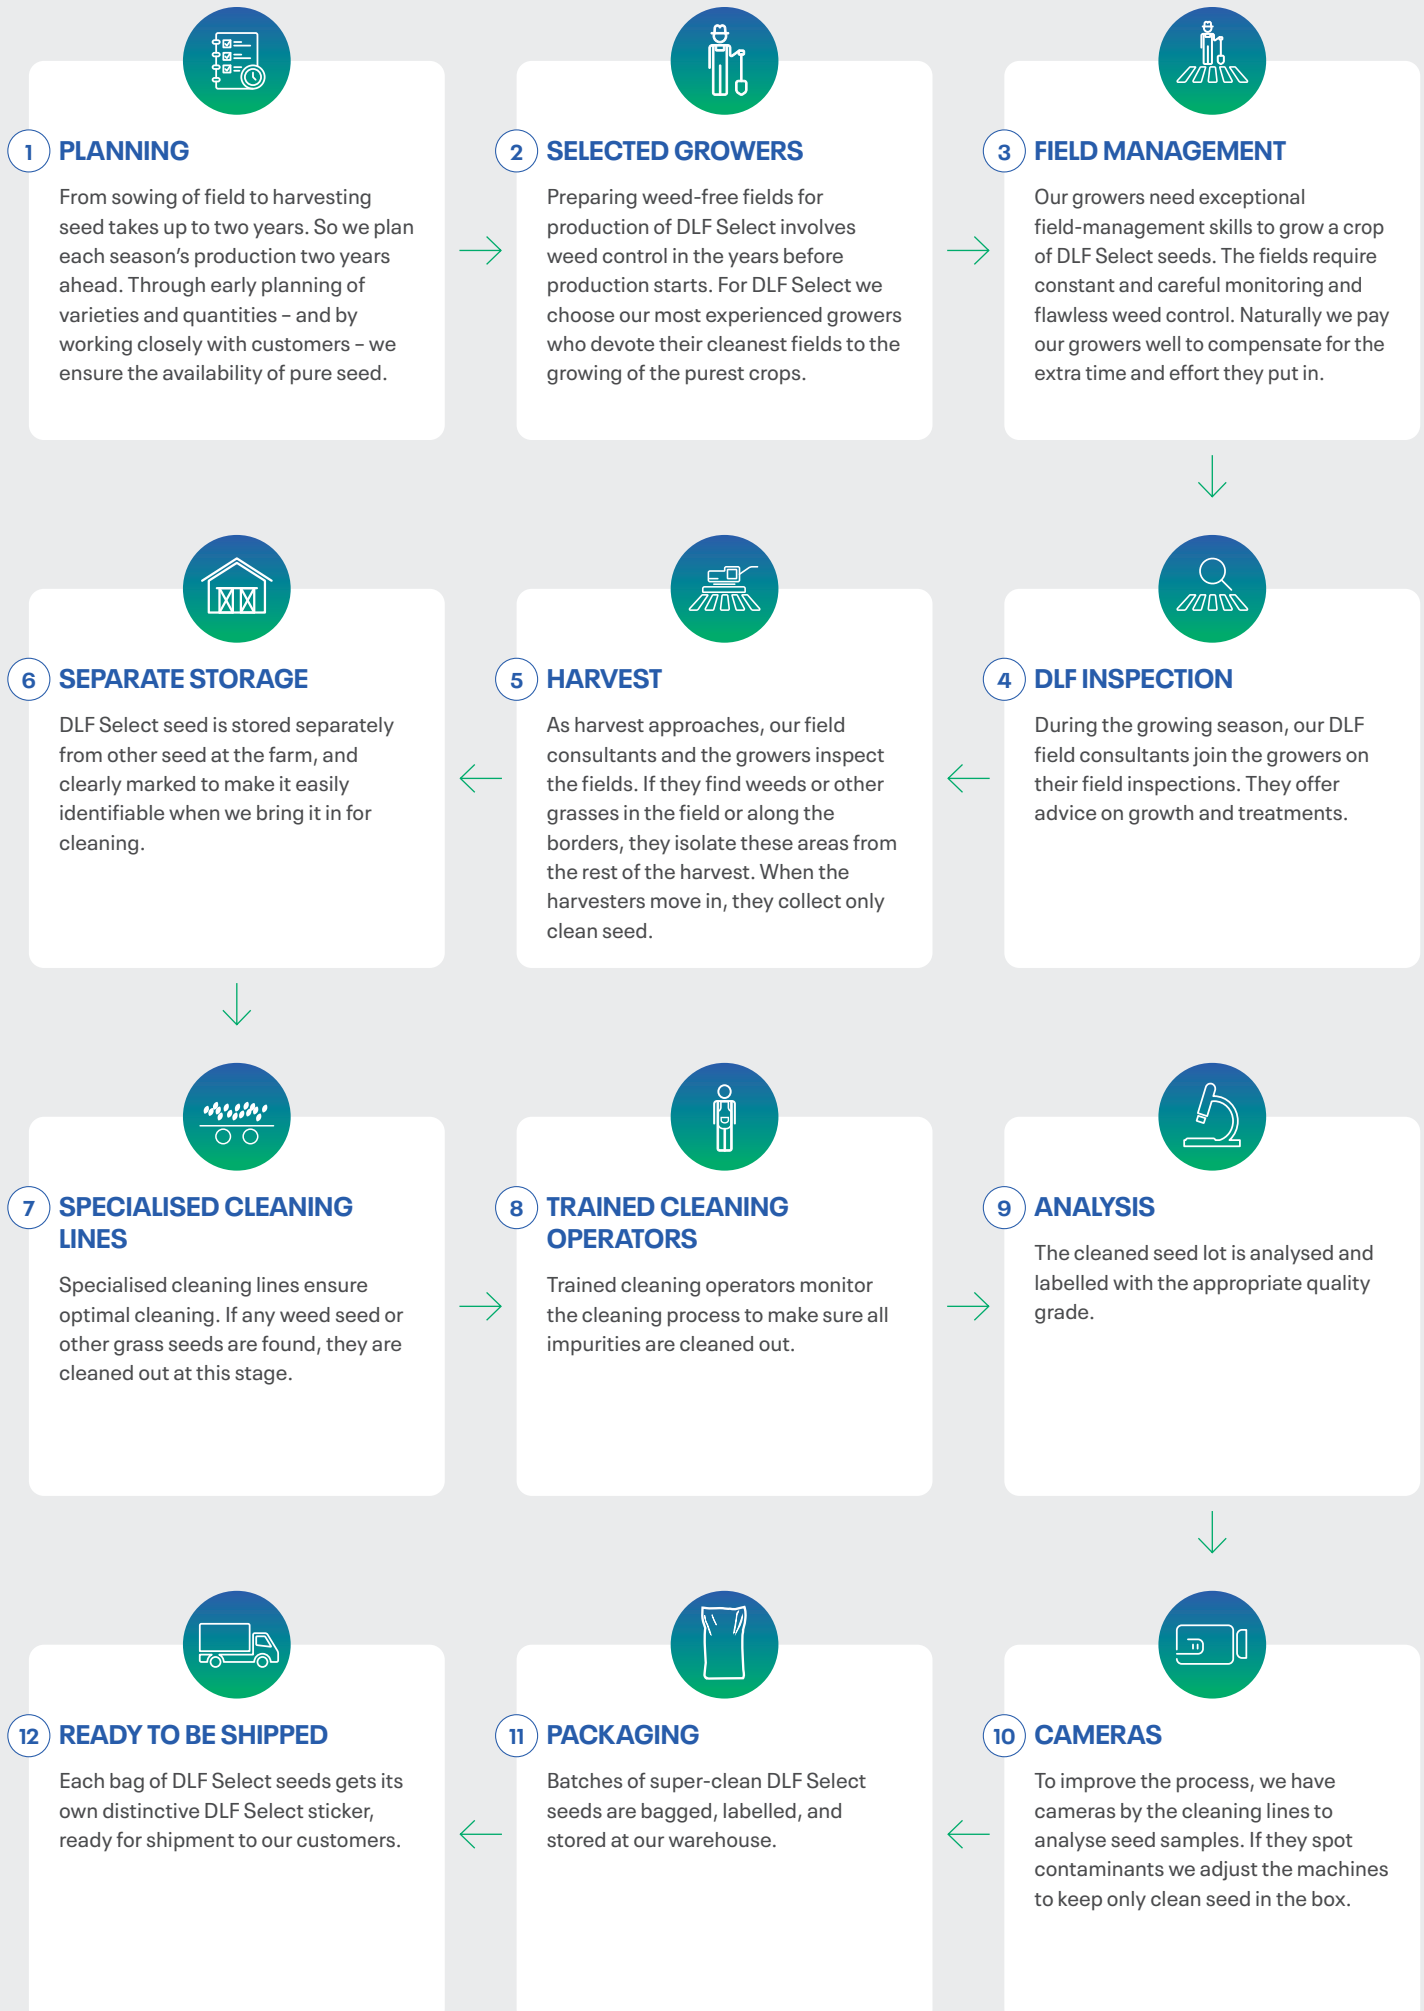 1 PLANNING
From sowing of field to harvesting
seed takes up to two years. So we plan
each season's production two years
ahead. Through early planning of
varieties and quantities – and by
working closely with customers – we
ensure the availability of pure seed.
2 SELECTED GROWERS
Preparing weed-free fields for
production of DLF Select involves
weed control in the years before
production starts. For DLF Select we
choose our most experienced growers
who devote their cleanest fields to the
growing of the purest crops.
3 FIELD MANAGEMENT
Our growers need exceptional
field-management skills to grow a crop
of DLF Select seeds. The fields require
constant and careful monitoring and
flawless weed control. Naturally we pay
our growers well to compensate for the
extra time and effort they put in.
4 DLF INSPECTION
During the growing season, our DLF
field consultants join the growers on
their field inspections. They offer
advice on growth and treatments.
5 HARVEST
As harvest approaches, our field
consultants and the growers inspect
the fields. If they find weeds or other
grasses in the field or along the
borders, they isolate these areas from
the rest of the harvest. When the
harvesters move in, they collect only
clean seed.
6 SEPARATE STORAGE
DLF Select seed is stored separately
from other seed at the farm, and
clearly marked to make it easily
identifiable when we bring it in for
cleaning.
7 SPECIALISED CLEANING
LINES
Specialised cleaning lines ensure
optimal cleaning. If any weed seed or
other grass seeds are found, they are
cleaned out at this stage.
8 TRAINED CLEANING
OPERATORS
Trained cleaning operators monitor
the cleaning process to make sure all
impurities are cleaned out.
9 ANALYSIS
The cleaned seed lot is analysed and
labelled with the appropriate quality
grade.
10 CAMERAS
To improve the process, we have
cameras by the cleaning lines to
analyse seed samples. If they spot
contaminants we adjust the machines
to keep only clean seed in the box.
11 PACKAGING
Batches of super-clean DLF Select
seeds are bagged, labelled, and
stored at our warehouse.
12 READY TO BE SHIPPED
Each bag of DLF Select seeds gets its
own distinctive DLF Select sticker,
ready for shipment to our customers.